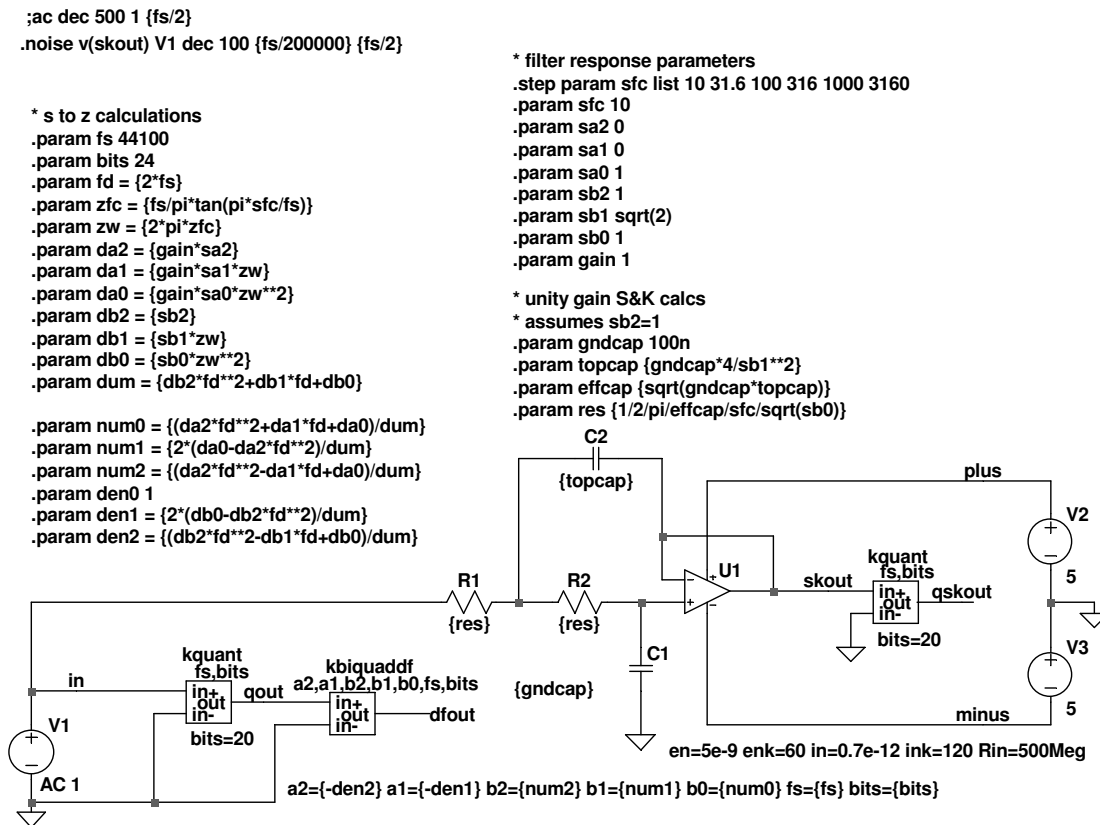 ;ac dec 500 1 {fs/2}
.noise v(skout) V1 dec 100 {fs/200000} {fs/2}
* s to z calculations
.param fs 44100
.param bits 24
.param fd = {2*fs}
.param zfc = {fs/pi*tan(pi*sfc/fs)}
.param zw = {2*pi*zfc}
.param da2 = {gain*sa2}
.param da1 = {gain*sa1*zw}
.param da0 = {gain*sa0*zw**2}
.param db2 = {sb2}
.param db1 = {sb1*zw}
.param db0 = {sb0*zw**2}
.param dum = {db2*fd**2+db1*fd+db0}
.param num0 = {(da2*fd**2+da1*fd+da0)/dum}
.param num1 = {2*(da0-da2*fd**2)/dum}
.param num2 = {(da2*fd**2-da1*fd+da0)/dum}
.param den0 1
.param den1 = {2*(db0-db2*fd**2)/dum}
.param den2 = {(db2*fd**2-db1*fd+db0)/dum}
* filter response parameters
.step param sfc list 10 31.6 100 316 1000 3160
.param sfc 10
.param sa2 0
.param sa1 0
.param sa0 1
.param sb2 1
.param sb1 sqrt(2)
.param sb0 1
.param gain 1
* unity gain S&K calcs
* assumes sb2=1
.param gndcap 100n
.param topcap {gndcap*4/sb1**2}
.param effcap {sqrt(gndcap*topcap)}
.param res {1/2/pi/effcap/sfc/sqrt(sb0)}
C2
{topcap}
plus
V2
5
R1
{res}
R2
{res}
U1
skout
kquant
fs,bits
in+
.out
in-
bits=20
qskout
C1
{gndcap}
V3
5
minus
in
kquant
fs,bits
in+
.out
in-
bits=20
qout
kbiquaddf
a2,a1,b2,b1,b0,fs,bits
in+
.out
in-
dfout
V1
AC 1
en=5e-9 enk=60 in=0.7e-12 ink=120 Rin=500Meg
a2={-den2} a1={-den1} b2={num2} b1={num1} b0={num0} fs={fs} bits={bits}